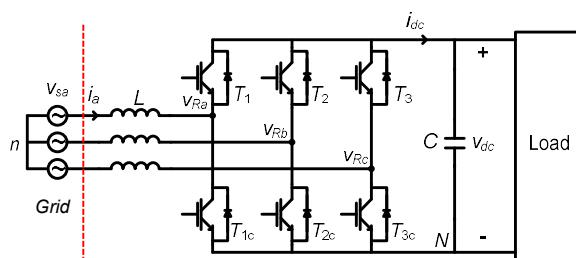 i_dc
+
v_sa
i_a
L
v_Ra
T_1
T_2
T_3
n
v_Rb
C
v_dc
Load
v_Rc
Grid
T_1c
T_2c
T_3c
N
-